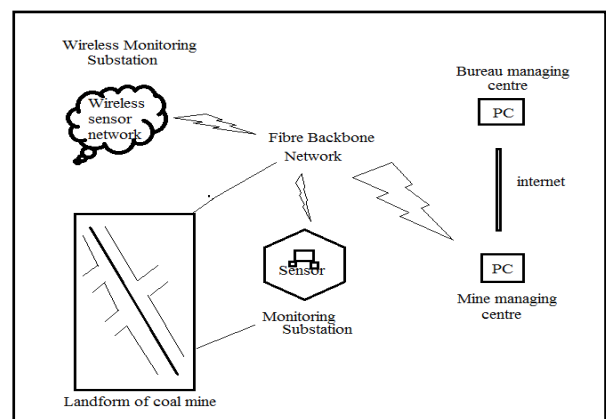 Wireless Monitoring
Substation
Wireless
sensor
network
Fibre Backbone
Network
Bureau managing
centre
PC
internet
PC
Mine managing
centre
Sensor
Monitoring
Substation
Landform of coal mine